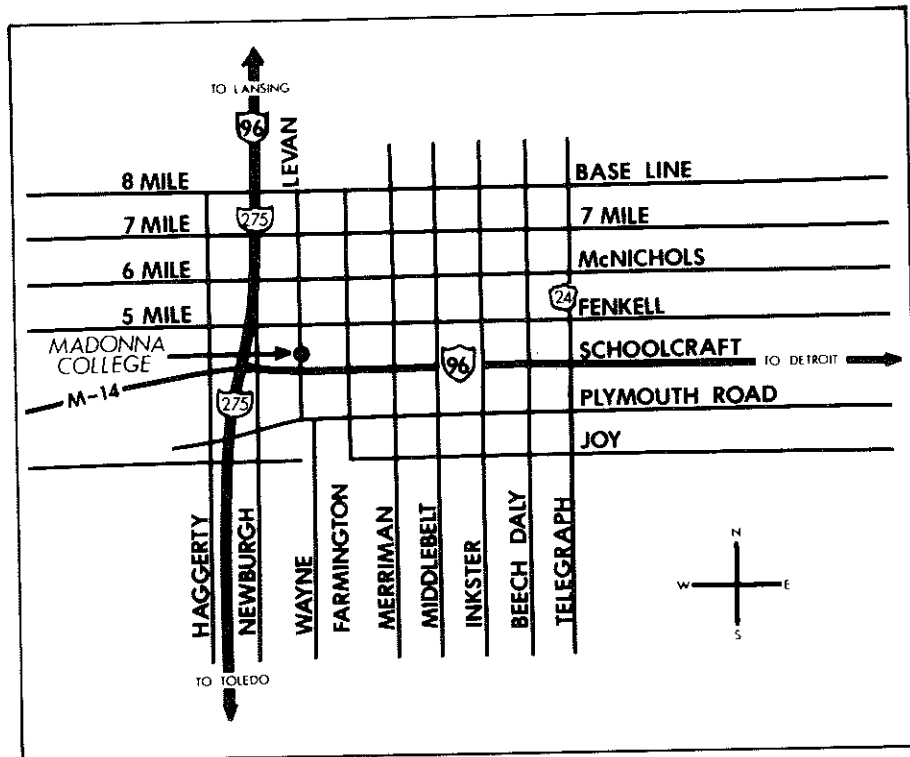 TO LANSING
96
LEVAN
8 MILE
BASE LINE
275
7 MILE
7 MILE
6 MILE
McNICHOLS
24
5 MILE
FENKELL
MADONNA
COLLEGE
SCHOOLCRAFT
96
TO DETROIT
M-14
275
PLYMOUTH ROAD
JOY
HAGGERTY
NEWBURGH
WAYNE
FARMINGTON
MERRIMAN
MIDDLEBELT
INKSTER
BEECH DALY
TELEGRAPH
N
W
E
S
TO TOLEDO